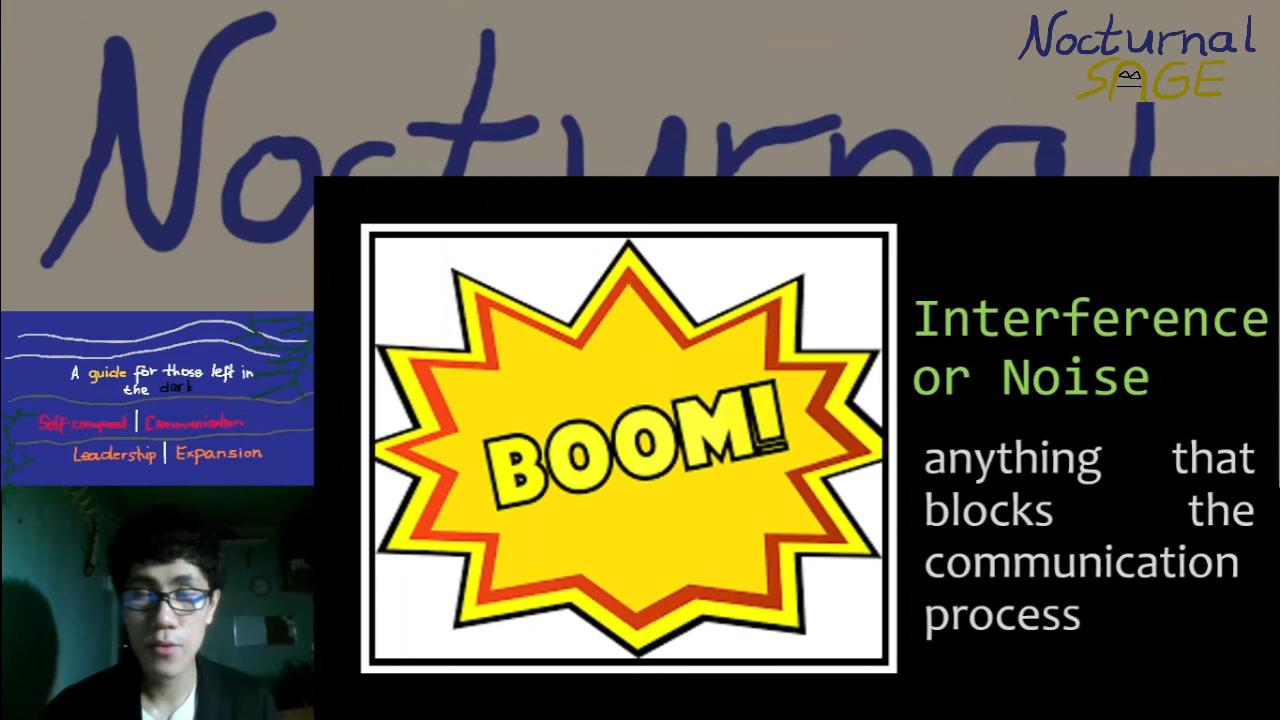 Nocturnal
Nocturnal
SAGE
A guide for those left in
the dark
Self-compassed | Communication
Leadership | Expansion
BOOM!
Interference
or Noise
anything that
blocks the
communication
process